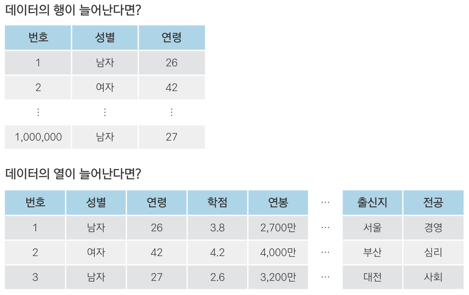 데이터의 행이 늘어난다면?
번호 성별 연령
1 남자 26
2 여자 42
⋮ ⋮ ⋮
1,000,000 남자 27
데이터의 열이 늘어난다면?
번호 성별 연령 학점 연봉 … 출신지 전공
1 남자 26 3.8 2,700만 … 서울 경영
2 여자 42 4.2 4,000만 … 부산 심리
3 남자 27 2.6 3,200만 … 대전 사회